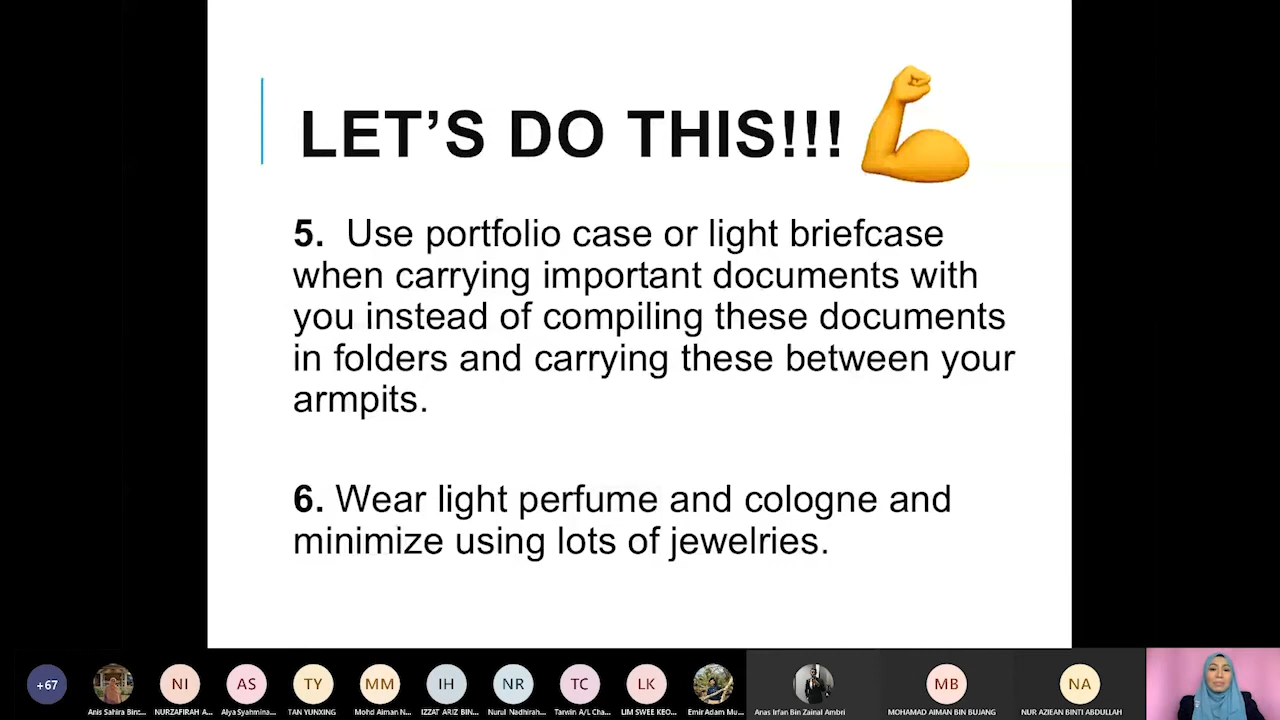 LET’S DO THIS!!!
5. Use portfolio case or light briefcase
when carrying important documents with
you instead of compiling these documents
in folders and carrying these between your
armpits.
6. Wear light perfume and cologne and
minimize using lots of jewelries.
+67
NI
AS
TY
MM
IH
NR
TC
LK
MB
NA
Anis Sahira Bint...
NURZAFIRAH A...
Alya Syahmina...
TAN YUNXING
Mohd Aiman N...
IZZAT ARIZ BIN...
Nurul Nadhirah...
Tarwin A/L Cha...
LIM SWEE KEO...
Emir Adam Mu...
Anas Irfan Bin Zainal Ambri
MOHAMAD AIMAN BIN BUJANG
NUR AZIEAN BINTI ABDULLAH